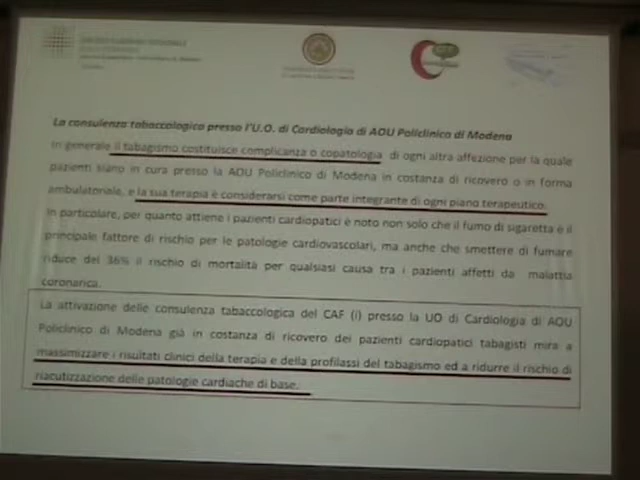 La consulenza tabaccologica presso l'U.O. di Cardiologia di AOU Policlinico di Modena
In generale il tabagismo costituisce complicanza o copatologia di ogni altra affezione per la quale
pazienti siano in cura presso la AOU Policlinico di Modena in costanza di ricovero o in forma
ambulatoriale, e la sua terapia è considerarsi come parte integrante di ogni piano terapeutico.
In particolare, per quanto attiene i pazienti cardiopatici è noto non solo che il fumo di sigaretta è il
principale fattore di rischio per le patologie cardiovascolari, ma anche che smettere di fumare
riduce del 36% il rischio di mortalità per qualsiasi causa tra i pazienti affetti da malattia
coronarica.
La attivazione delle consulenza tabaccologica del CAF (i) presso la UO di Cardiologia di AOU
Policlinico di Modena già in costanza di ricovero dei pazienti cardiopatici tabagisti mira a
massimizzare i risultati clinici della terapia e della profilassi del tabagismo ed a ridurre il rischio di
riacutizzazione delle patologie cardiache di base.